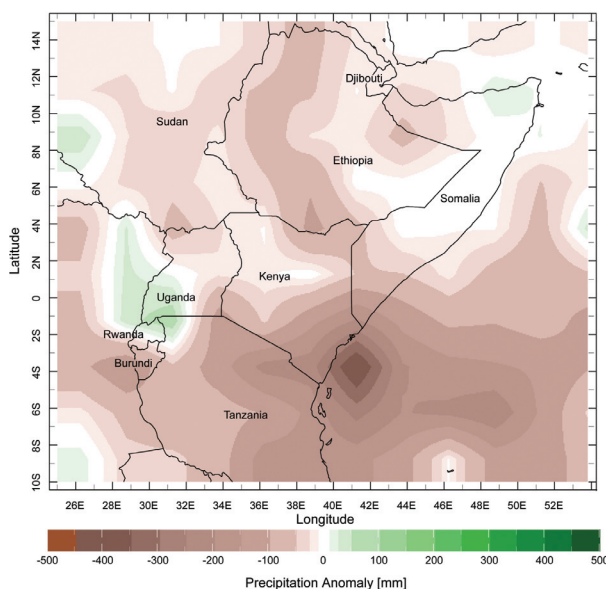 14N
12N
10N
8N
6N
4N
2N
0
2S
4S
6S
8S
10S
Latitude
Djibouti
Sudan
Ethiopia
Somalia
Kenya
Uganda
Rwanda
Burundi
Tanzania
26E 28E 30E 32E 34E 36E 38E 40E 42E 44E 46E 48E 50E 52E
Longitude
-500 -400 -300 -200 -100 0 100 200 300 400 500
Precipitation Anomaly [mm]